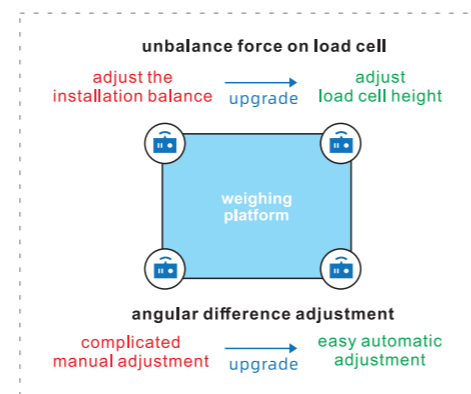 unbalance force on load cell
adjust the
installation balance
upgrade
adjust
load cell height
weighing
platform
angular difference adjustment
complicated
manual adjustment
upgrade
easy automatic
adjustment